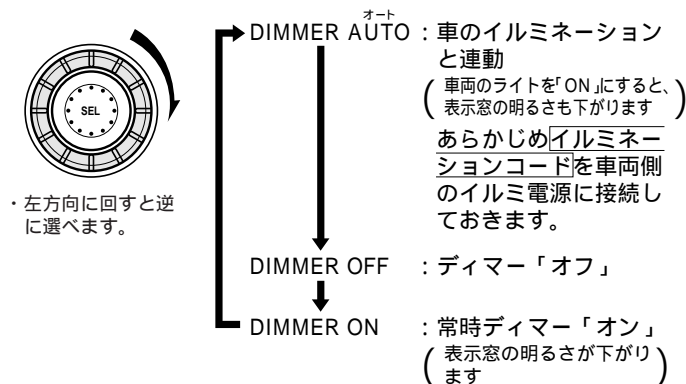 オート
DIMMER AUTO : 車のイルミネーション
と連動
( 車両のライトを「ON」にすると、
表示窓の明るさも下がります )
SEL
あらかじめイルミネー
ションコードを車両側
のイルミ電源に接続し
ておきます。
・左方向に回すと逆
に選べます。
DIMMER OFF : ディマー「オフ」
DIMMER ON : 常時ディマー「オン」
( 表示窓の明るさが下がり
ます )